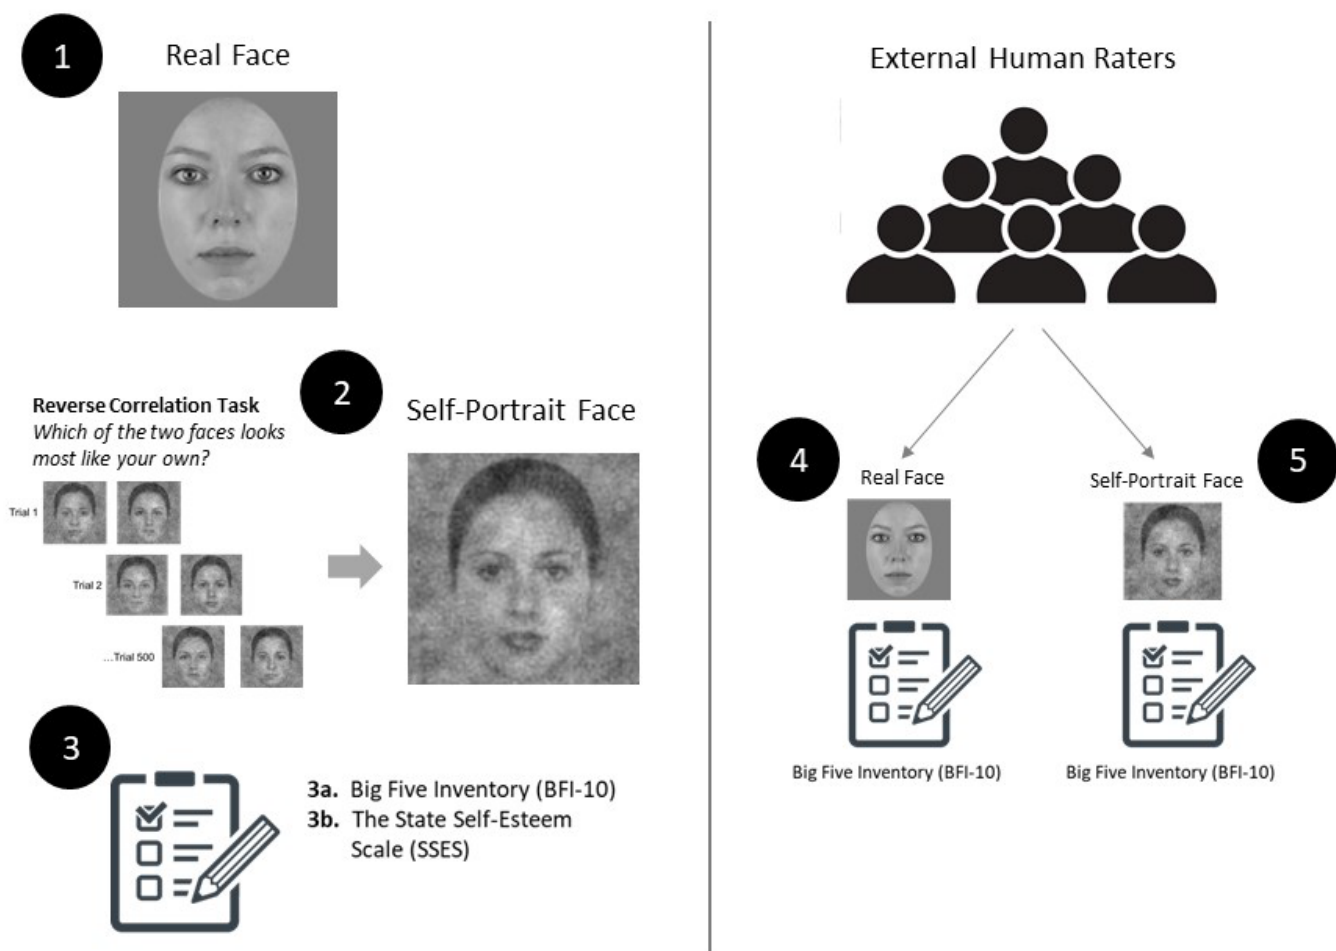 1
Real Face
2
Reverse Correlation Task
Which of the two faces looks
most like your own?
Self-Portrait Face
Trial 1
Trial 2
...Trial 500
3
3a. Big Five Inventory (BFI-10)
3b. The State Self-Esteem
Scale (SSES)
External Human Raters
4
Real Face
5
Self-Portrait Face
Big Five Inventory (BFI-10)
Big Five Inventory (BFI-10)